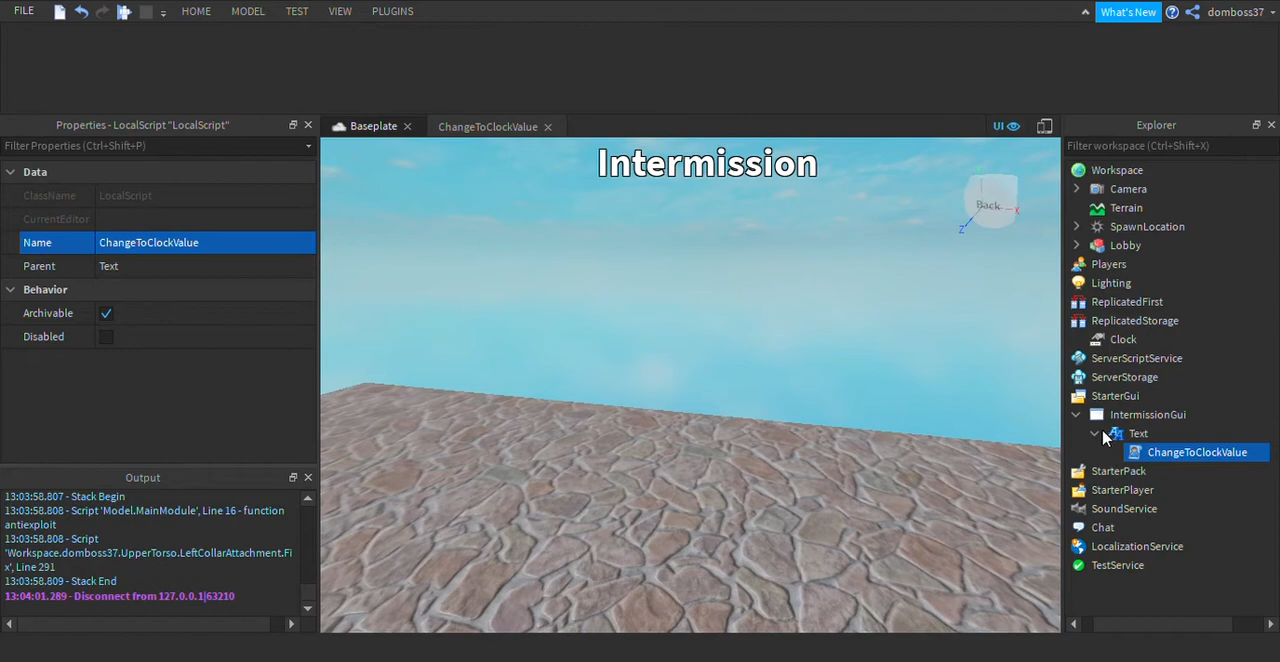 FILE
HOME
MODEL
TEST
VIEW
PLUGINS
What's New
domboss37
Properties - LocalScript "LocalScript"
Filter Properties (Ctrl+Shift+P)
Data
ClassName LocalScript
CurrentEditor
Name ChangeToClockValue
Parent Text
Behavior
Archivable
Disabled
Output
13:03:58.807 - Stack Begin
13:03:58.808 - Script 'Model.MainModule', Line 16 - function
antiexploit
13:03:58.808 - Script
'Workspace.domboss37.UpperTorso.LeftCollarAttachment.Fi
x', Line 291
13:03:58.809 - Stack End
13:04:01.289 - Disconnect from 127.0.0.1|63210
Baseplate
ChangeToClockValue
UI
Intermission
Back
X
Z
Explorer
Filter workspace (Ctrl+Shift+X)
Workspace
Camera
Terrain
SpawnLocation
Lobby
Players
Lighting
ReplicatedFirst
ReplicatedStorage
Clock
ServerScriptService
ServerStorage
StarterGui
IntermissionGui
Text
ChangeToClockValue
StarterPack
StarterPlayer
SoundService
Chat
LocalizationService
TestService